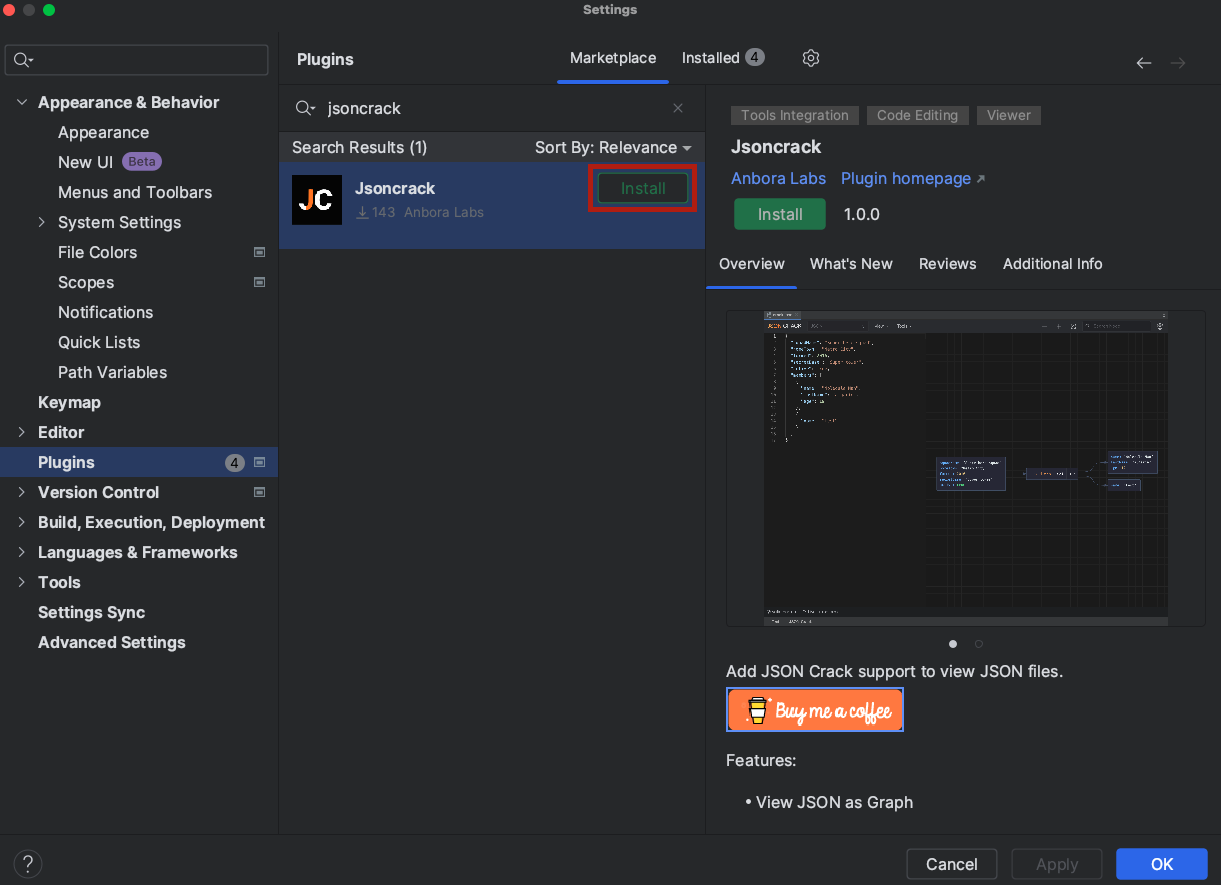 Settings
Appearance & Behavior
Appearance
New UI Beta
Menus and Toolbars
System Settings
File Colors
Scopes
Notifications
Quick Lists
Path Variables
Keymap
Editor
Plugins 4
Version Control
Build, Execution, Deployment
Languages & Frameworks
Tools
Settings Sync
Advanced Settings
?
Plugins
Marketplace Installed 4
jsoncrack
Search Results (1) Sort By: Relevance
JC
Jsoncrack Install
143 Anbora Labs
Tools Integration Code Editing Viewer
Jsoncrack
Anbora Labs Plugin homepage
Install 1.0.0
Overview What's New Reviews Additional Info
Add JSON Crack support to view JSON files.
Buy me a coffee
Features:
• View JSON as Graph
Cancel Apply OK